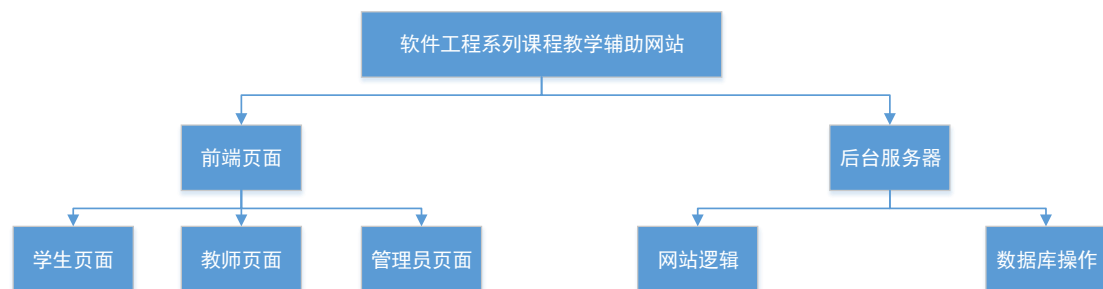 软件工程系列课程教学辅助网站
前端页面
后台服务器
学生页面
教师页面
管理员页面
网站逻辑
数据库操作